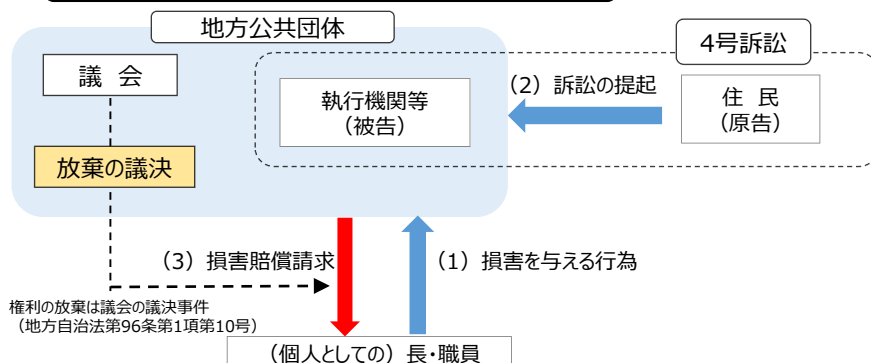 地方公共団体
4号訴訟
議 会
執行機関等
(被告)
(2) 訴訟の提起
住 民
(原告)
放棄の議決
(3) 損害賠償請求
(1) 損害を与える行為
権利の放棄は議会の議決事件
(地方自治法第96条第1項第10号)
(個人としての) 長・職員